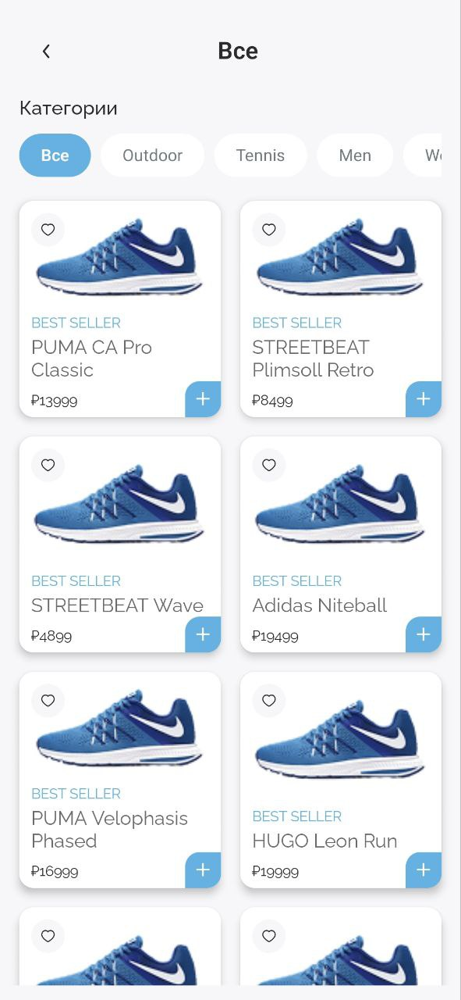 Все
Категории
Все Outdoor Tennis Men We
BEST SELLER
PUMA CA Pro
Classic
₽13999
BEST SELLER
STREETBEAT
Plimsoll Retro
₽8499
BEST SELLER
STREETBEAT Wave
₽4899
BEST SELLER
Adidas Niteball
₽19499
BEST SELLER
PUMA Velophasis
Phased
₽16999
BEST SELLER
HUGO Leon Run
₽19999